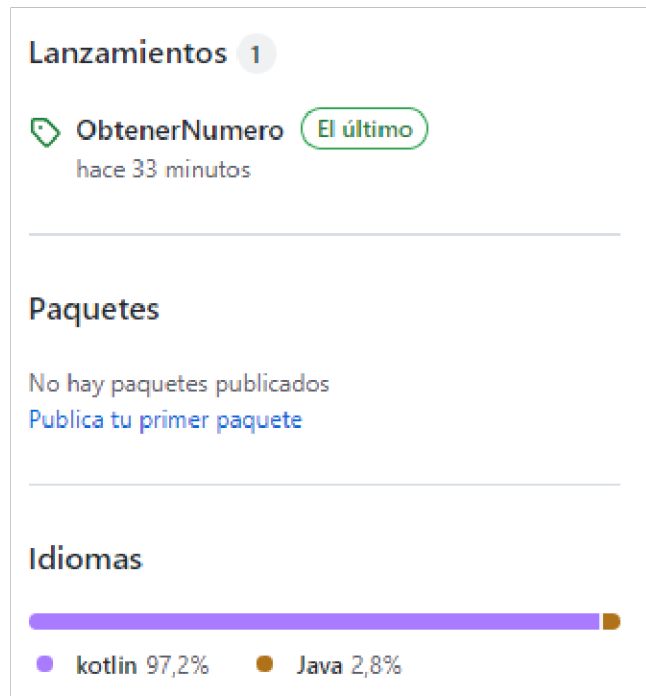 Lanzamientos 1
ObtenerNumero El último
hace 33 minutos
Paquetes
No hay paquetes publicados
Publica tu primer paquete
Idiomas
kotlin 97,2% Java 2,8%